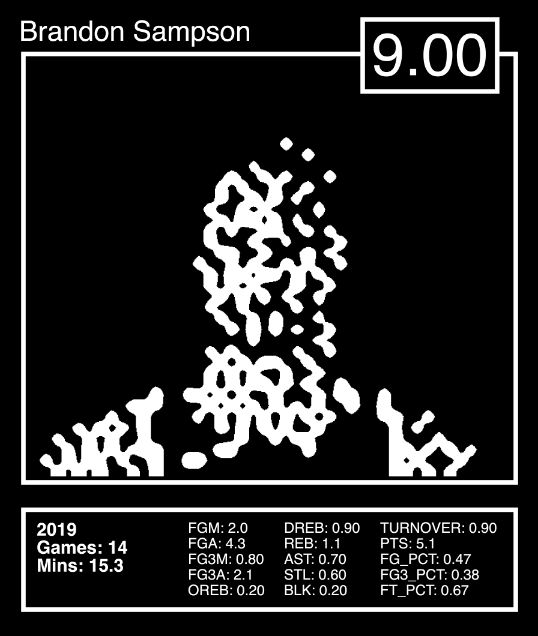 Brandon Sampson
9.00
2019
Games: 14
Mins: 15.3
FGM: 2.0
FGA: 4.3
FG3M: 0.80
FG3A: 2.1
OREB: 0.20
DREB: 0.90
REB: 1.1
AST: 0.70
STL: 0.60
BLK: 0.20
TURNOVER: 0.90
PTS: 5.1
FG_PCT: 0.47
FG3_PCT: 0.38
FT_PCT: 0.67